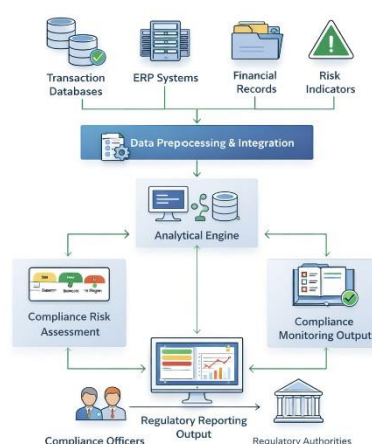 Transaction
Databases
ERP Systems
Financial
Records
Risk
Indicators
Data Prepocessing & Integration
Analytical Engine
Compliance Risk
Assessment
Compliance
Monitoring Output
Regulatory Reporting
Output
Compliance Officers
Regulatory Authorities